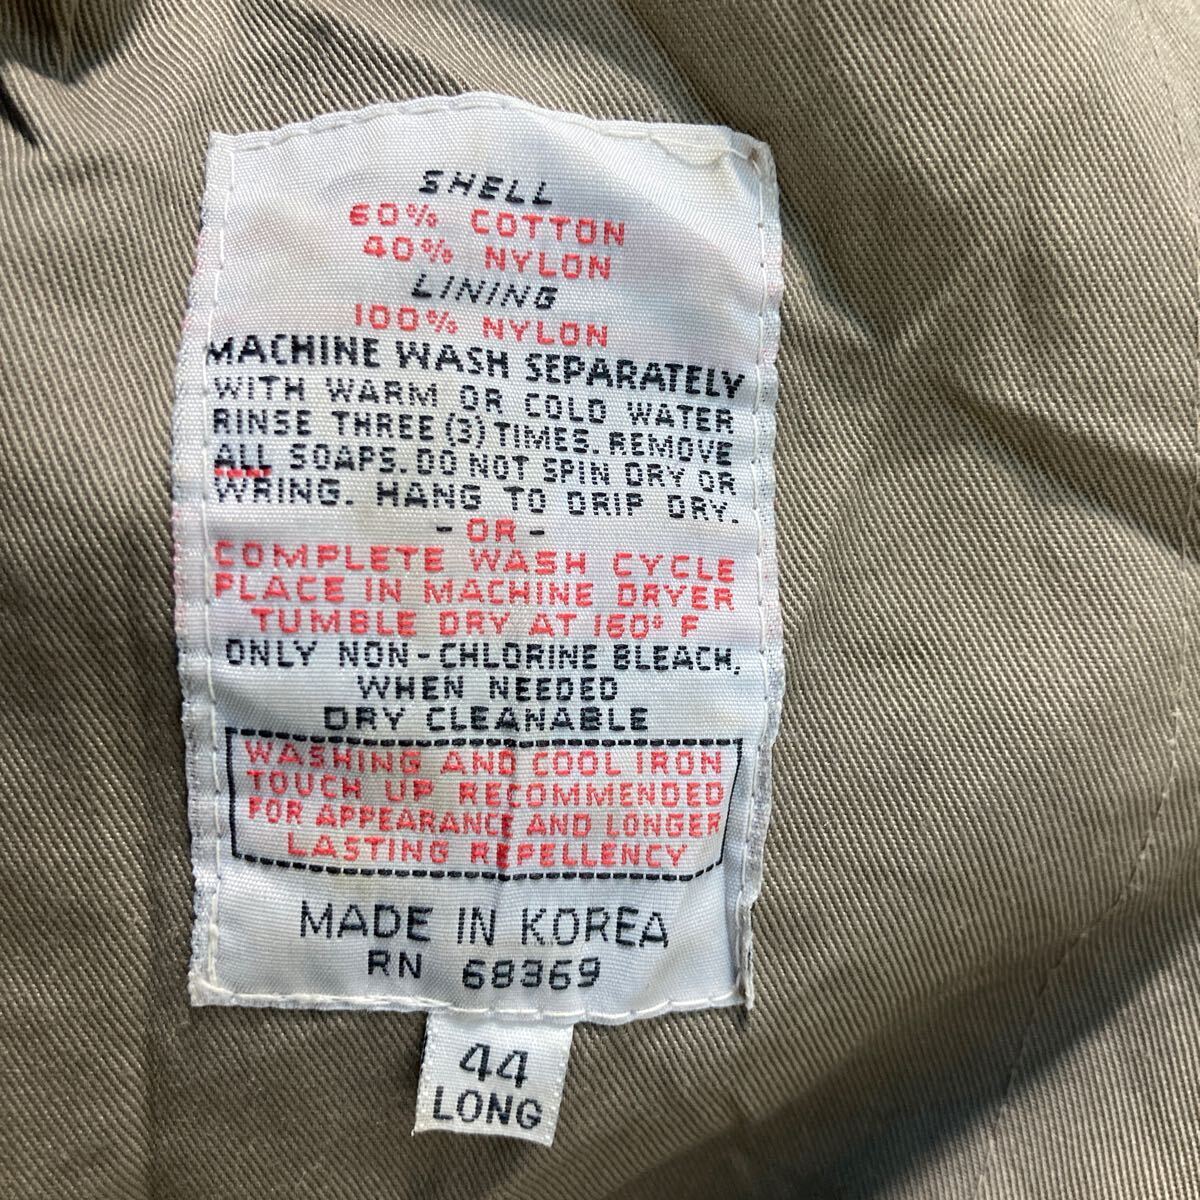 SHELL
60% COTTON
40% NYLON
LINING
100% NYLON
MACHINE WASH SEPARATELY
WITH WARM OR COLD WATER
RINSE THREE (3) TIMES. REMOVE
ALL SOAPS. DO NOT SPIN DRY OR
WRING. HANG TO DRIP DRY.
- OR -
COMPLETE WASH CYCLE
PLACE IN MACHINE DRYER
TUMBLE DRY AT 160° F
ONLY NON-CHLORINE BLEACH,
WHEN NEEDED
DRY CLEANABLE
WASHING AND COOL IRON
TOUCH UP RECOMMENDED
FOR APPEARANCE AND LONGER
LASTING REPELLENCY
MADE IN KOREA
RN 68369
44
LONG